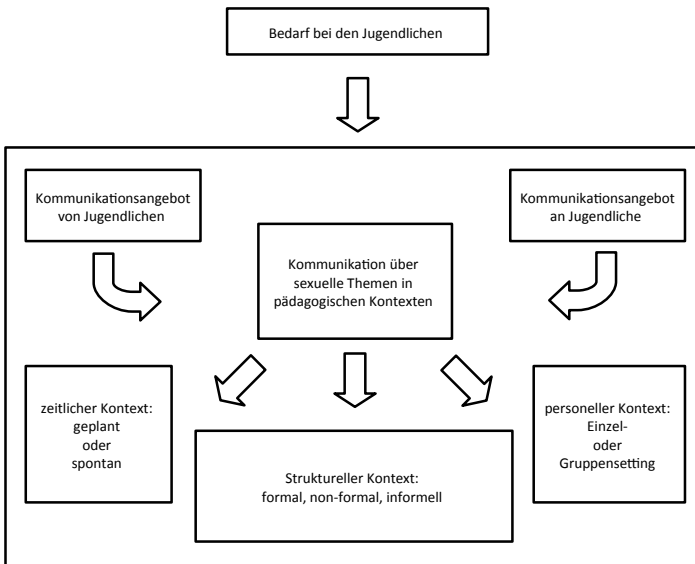 Bedarf bei den Jugendlichen
Kommunikationsangebot
von Jugendlichen
Kommunikationsangebot
an Jugendliche
Kommunikation über
sexuelle Themen in
pädagogischen Kontexten
zeitlicher Kontext:
geplant
oder
spontan
Struktureller Kontext:
formal, non-formal, informell
personeller Kontext:
Einzel-
oder
Gruppensetting